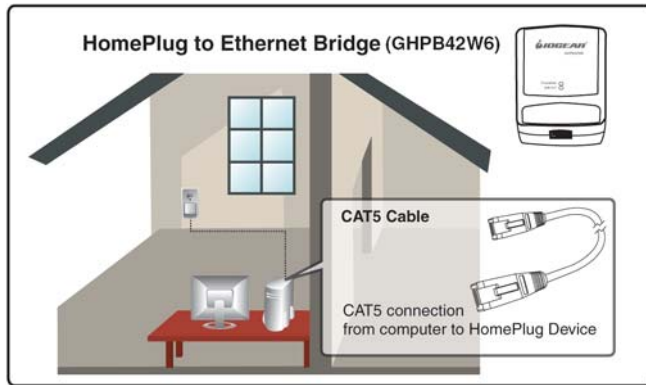 HomePlug to Ethernet Bridge (GHPB42W6)
IOGEAR
CAT5 Cable
CAT5 connection
from computer to HomePlug Device